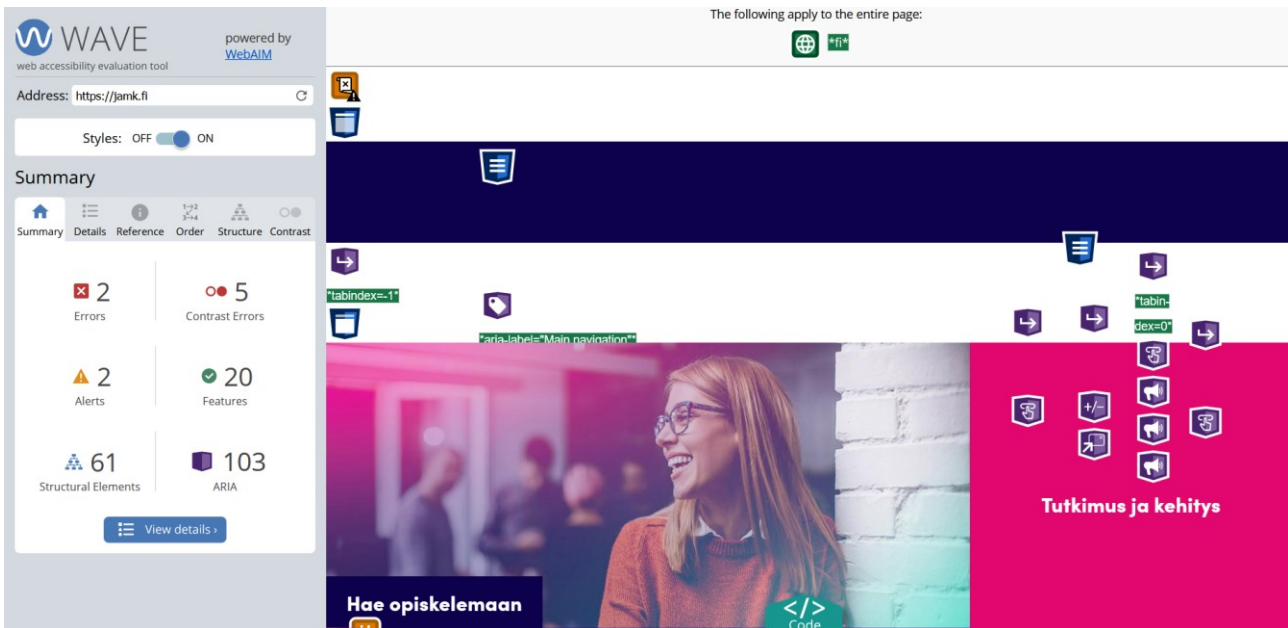 WAVE
web accessibility evaluation tool
powered by
WebAIM
Address: https://jamk.fi
Styles: OFF ON
Summary
Summary Details Reference Order Structure Contrast
2
Errors
5
Contrast Errors
2
Alerts
20
Features
61
Structural Elements
103
ARIA
View details ›
The following apply to the entire page:
*fi*
*tabindex=-1*
*aria-label="Main navigation"*
*tabin-
dex=0*
Tutkimus ja kehitys
Hae opiskelemaan
</>
Code